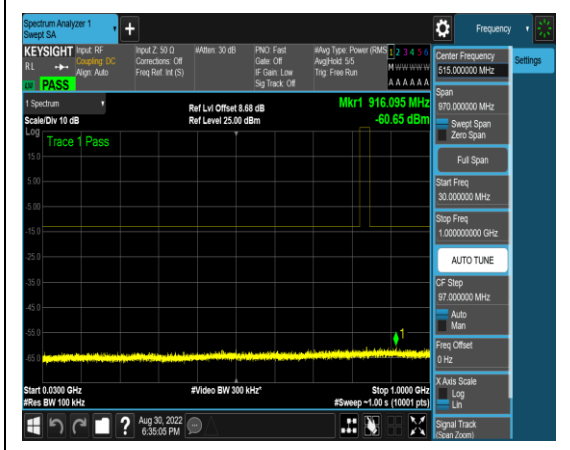 Spectrum Analyzer 1
Swept SA
+
Frequency
KEYSIGHT
RL
PASS
Input: RF
Coupling: DC
Align: Auto
Input Z: 50 Ω
Corrections: Off
Freq Ref: Int (S)
#Atten: 30 dB
PNO: Fast
Gate: Off
IF Gain: Low
Sig Track: Off
#Avg Type: Power (RMS
Avg|Hold: 5/5
Trig: Free Run
1 2 3 4 5 6
M W W W W W
A A A A A A
1 Spectrum
Scale/Div 10 dB
Ref Lvl Offset 8.68 dB
Ref Level 25.00 dBm
Mkr1 916.095 MHz
-60.65 dBm
Log
Trace 1 Pass
15.0
5.00
-5.00
-15.0
-25.0
-35.0
-45.0
-55.0
-65.0
1
Start 0.0300 GHz
#Res BW 100 kHz
#Video BW 300 kHz*
Stop 1.0000 GHz
#Sweep ~1.00 s (10001 pts)
?
Aug 30, 2022
6:35:05 PM
Center Frequency
515.000000 MHz
Span
970.000000 MHz
Swept Span
Zero Span
Full Span
Start Freq
30.000000 MHz
Stop Freq
1.000000000 GHz
AUTO TUNE
CF Step
97.000000 MHz
Auto
Man
Freq Offset
0 Hz
X Axis Scale
Log
Lin
Signal Track
(Span Zoom)
Settings